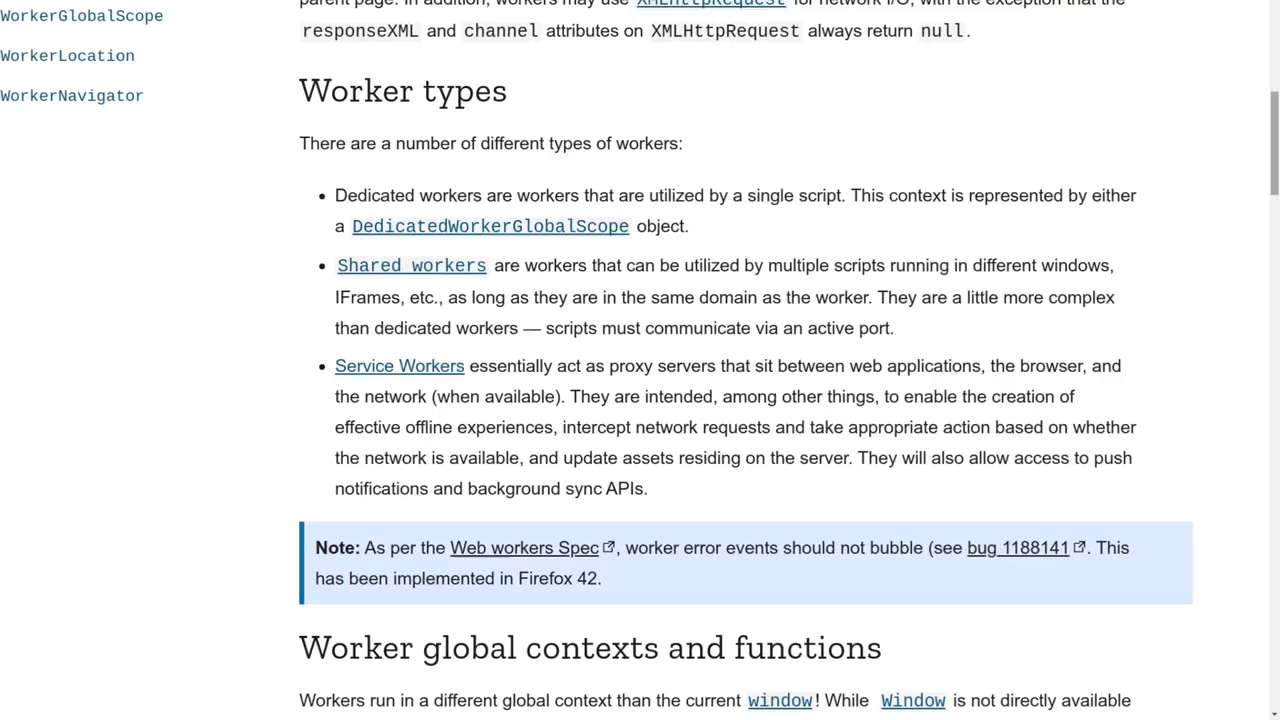 WorkerGlobalScope
WorkerLocation
WorkerNavigator
parent page. In addition, workers may use XMLHttpRequest for network I/O, with the exception that the
responseXML and channel attributes on XMLHttpRequest always return null.
Worker types
There are a number of different types of workers:
• Dedicated workers are workers that are utilized by a single script. This context is represented by either
a DedicatedWorkerGlobalScope object.
• Shared workers are workers that can be utilized by multiple scripts running in different windows,
IFrames, etc., as long as they are in the same domain as the worker. They are a little more complex
than dedicated workers — scripts must communicate via an active port.
• Service Workers essentially act as proxy servers that sit between web applications, the browser, and
the network (when available). They are intended, among other things, to enable the creation of
effective offline experiences, intercept network requests and take appropriate action based on whether
the network is available, and update assets residing on the server. They will also allow access to push
notifications and background sync APIs.
Note: As per the Web workers Spec, worker error events should not bubble (see bug 1188141. This
has been implemented in Firefox 42.
Worker global contexts and functions
Workers run in a different global context than the current window! While Window is not directly available